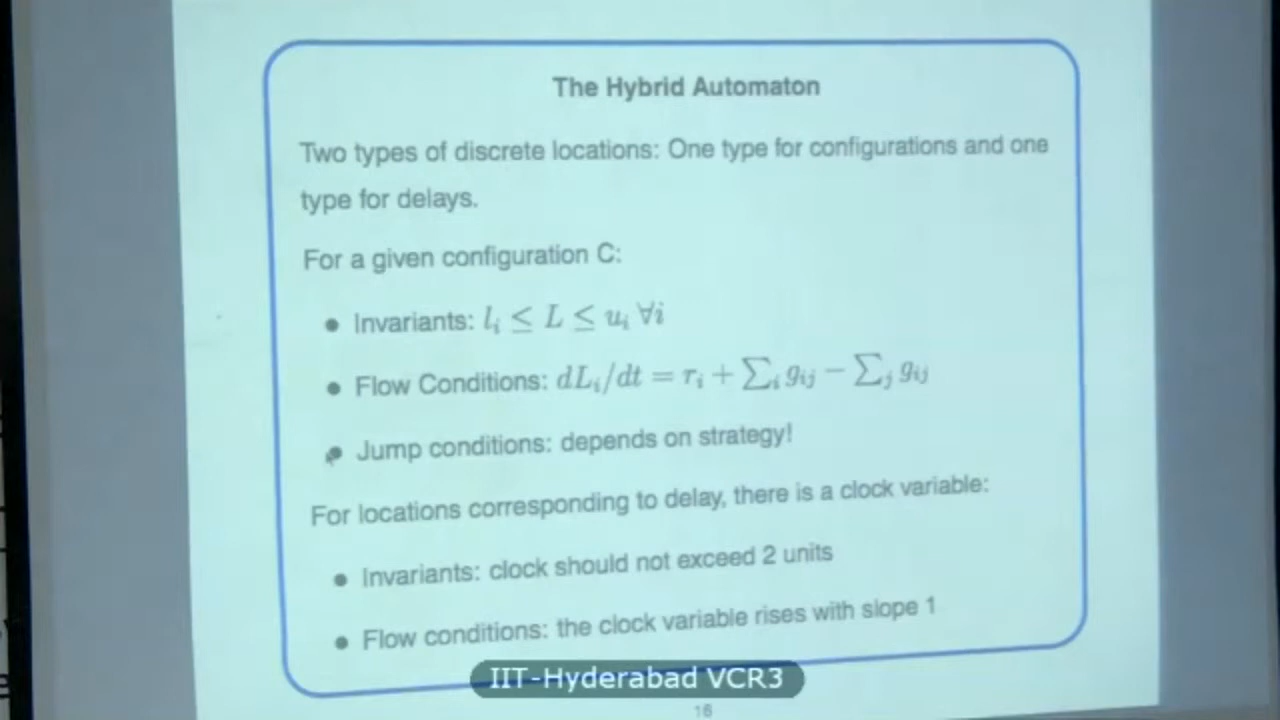 The Hybrid Automaton
Two types of discrete locations: One type for configurations and one
type for delays.
For a given configuration C:
● Invariants: lᵢ ≤ L ≤ uᵢ ∀i
● Flow Conditions: dLᵢ/dt = rᵢ + ∑ᵢ gᵢⱼ − ∑ⱼ gᵢⱼ
● Jump conditions: depends on strategy!
For locations corresponding to delay, there is a clock variable:
● Invariants: clock should not exceed 2 units
● Flow conditions: the clock variable rises with slope 1
IIT-Hyderabad VCR3
16